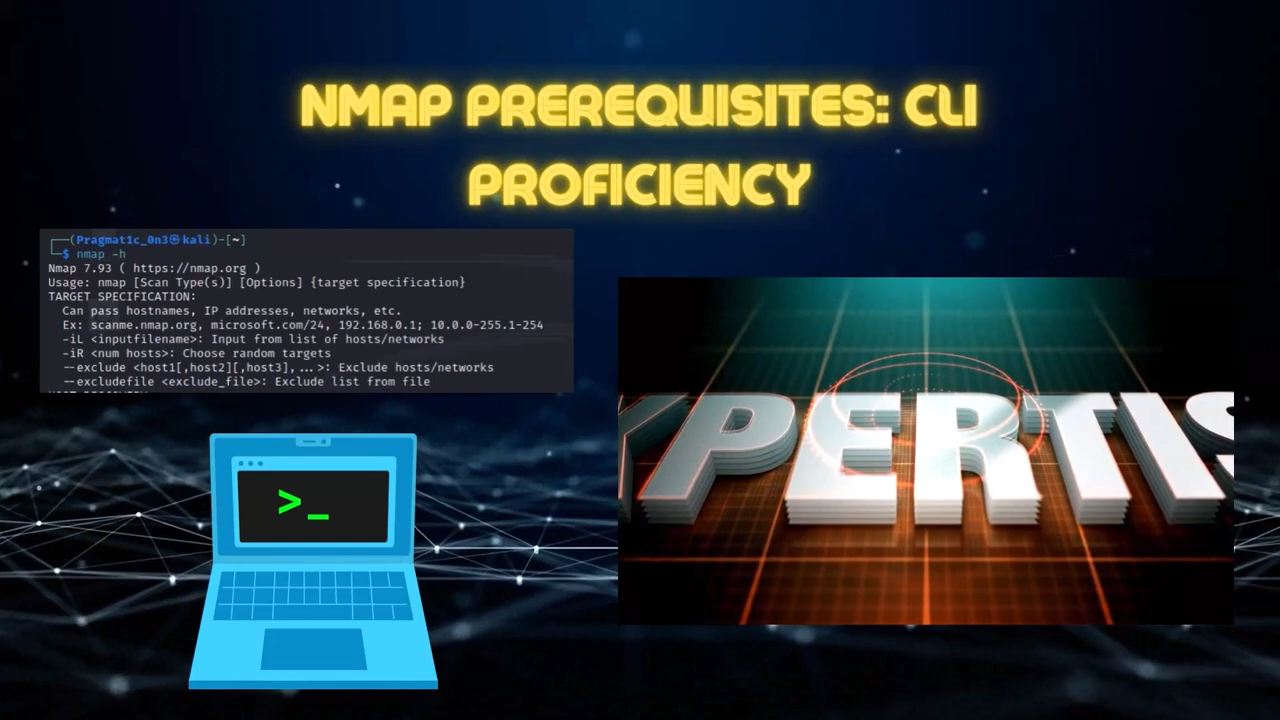 NMAP PREREQUISITES: CLI
PROFICIENCY
┌──(Pragmat1c_0n3㉿kali)-[~]
└─$ nmap -h
Nmap 7.93 ( https://nmap.org )
Usage: nmap [Scan Type(s)] [Options] {target specification}
TARGET SPECIFICATION:
Can pass hostnames, IP addresses, networks, etc.
Ex: scanme.nmap.org, microsoft.com/24, 192.168.0.1; 10.0.0-255.1-254
-iL <inputfilename>: Input from list of hosts/networks
-iR <num hosts>: Choose random targets
--exclude <host1[,host2][,host3],...>: Exclude hosts/networks
--excludefile <exclude_file>: Exclude list from file
>_
PERTIS